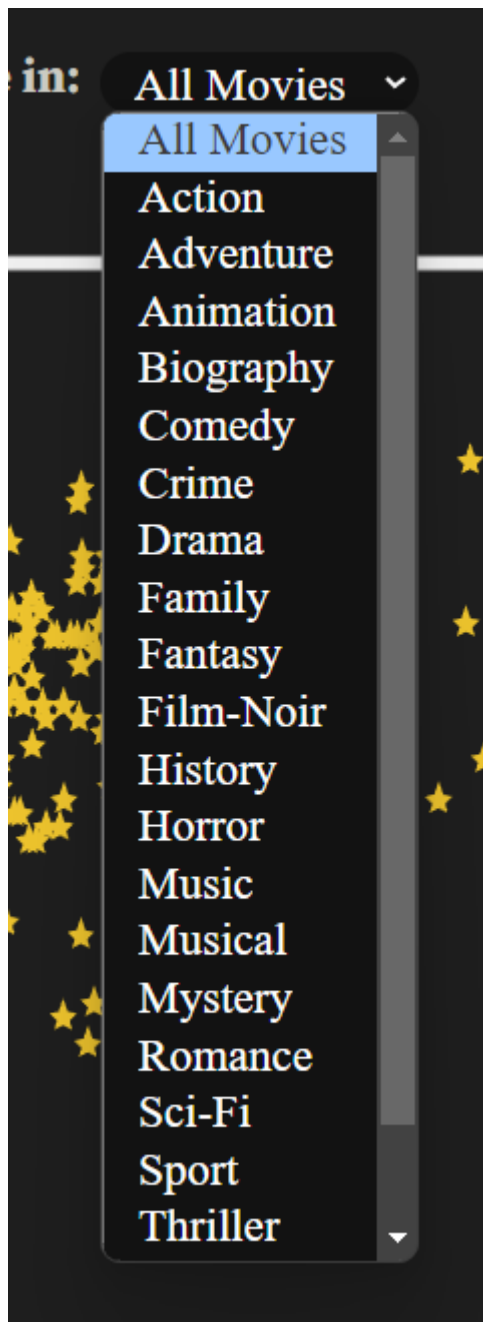 in: All Movies
All Movies
Action
Adventure
Animation
Biography
Comedy
Crime
Drama
Family
Fantasy
Film-Noir
History
Horror
Music
Musical
Mystery
Romance
Sci-Fi
Sport
Thriller